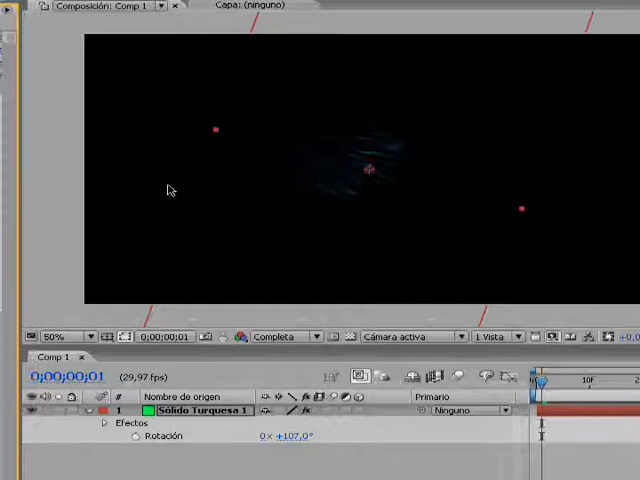 Composición: Comp 1
Capa: (ninguno)
50%
0;00;00;01
Completa
Cámara activa
1 Vista
+0,0
Comp 1
0;00;00;01
(29,97 fps)
10F
#
Nombre de origen
Primario
1
Sólido Turquesa 1
Ninguno
Efectos
Rotación
0 x +107,0°